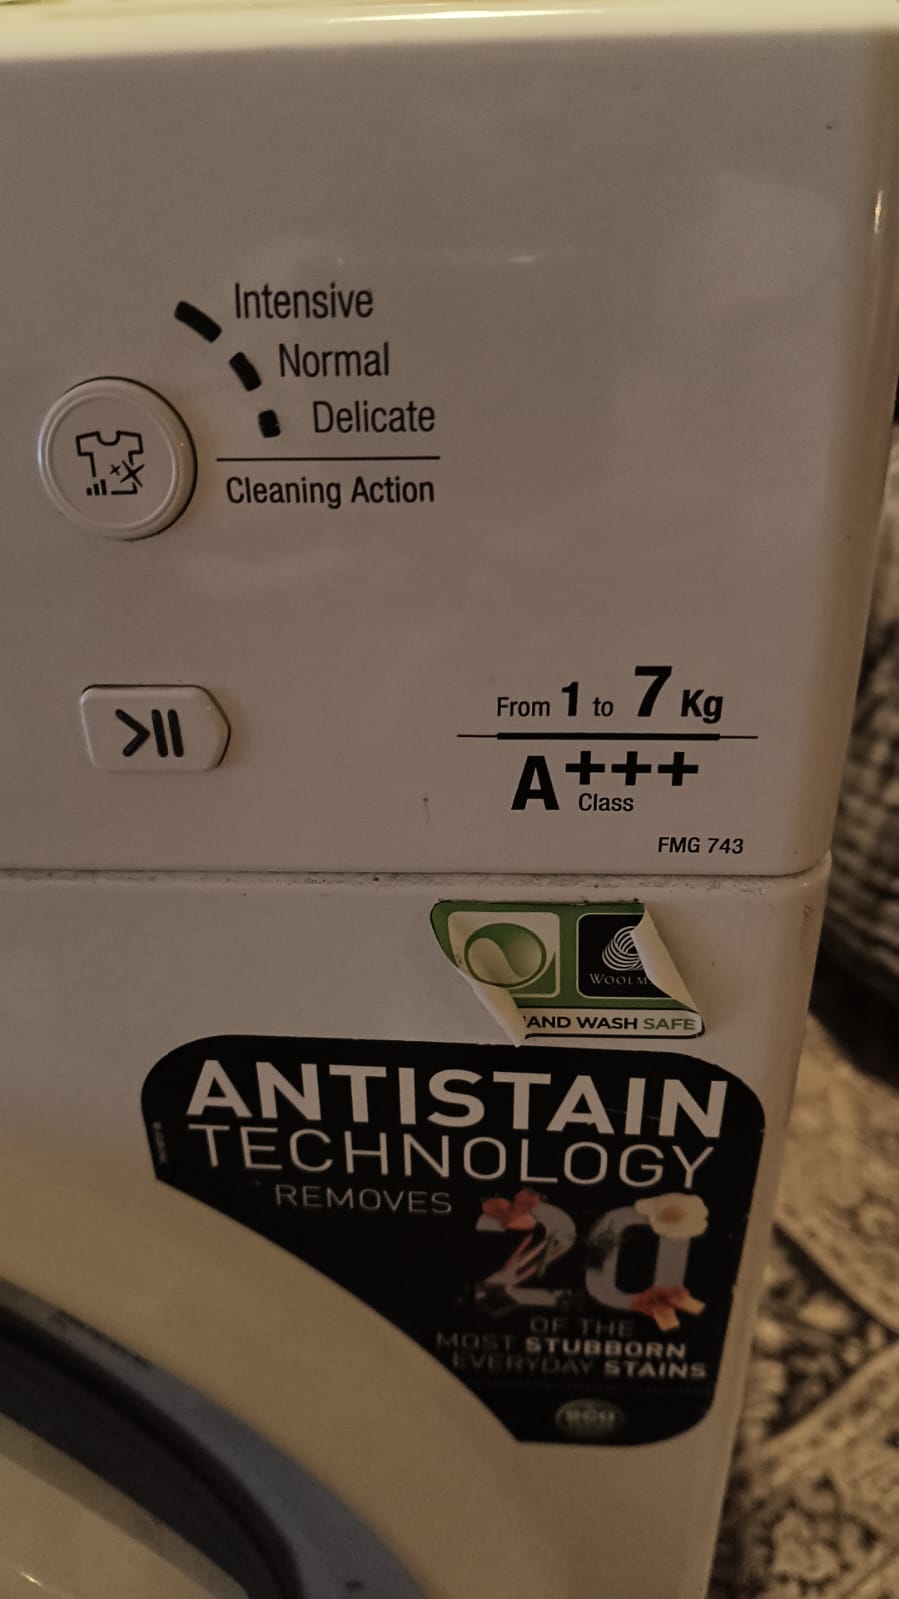 Intensive
Normal
Delicate
Cleaning Action
From 1 to 7 Kg
A+++
Class
FMG 743
AND WASH SAFE
ANTISTAIN
TECHNOLOGY
REMOVES
20
OF THE
MOST STUBBORN
EVERYDAY STAINS